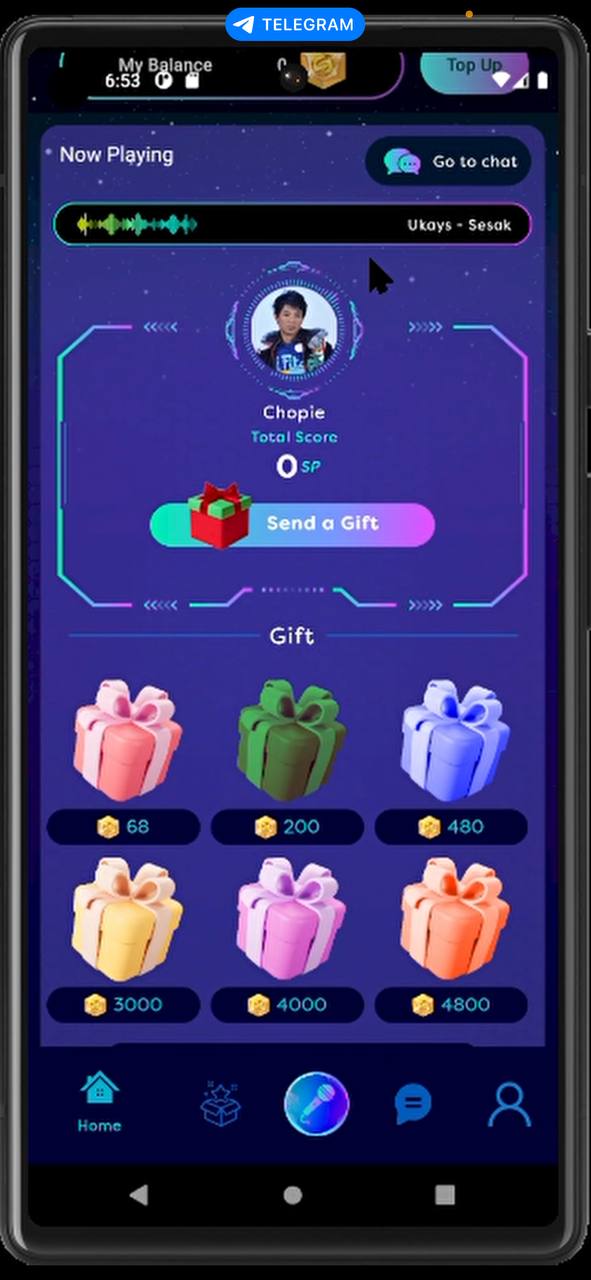 TELEGRAM
My Balance 0 Top Up
6:53
Now Playing
Go to chat
Ukays - Sesak
Chopie
Total Score
0 SP
Send a Gift
Gift
68 200 480
3000 4000 4800
Home